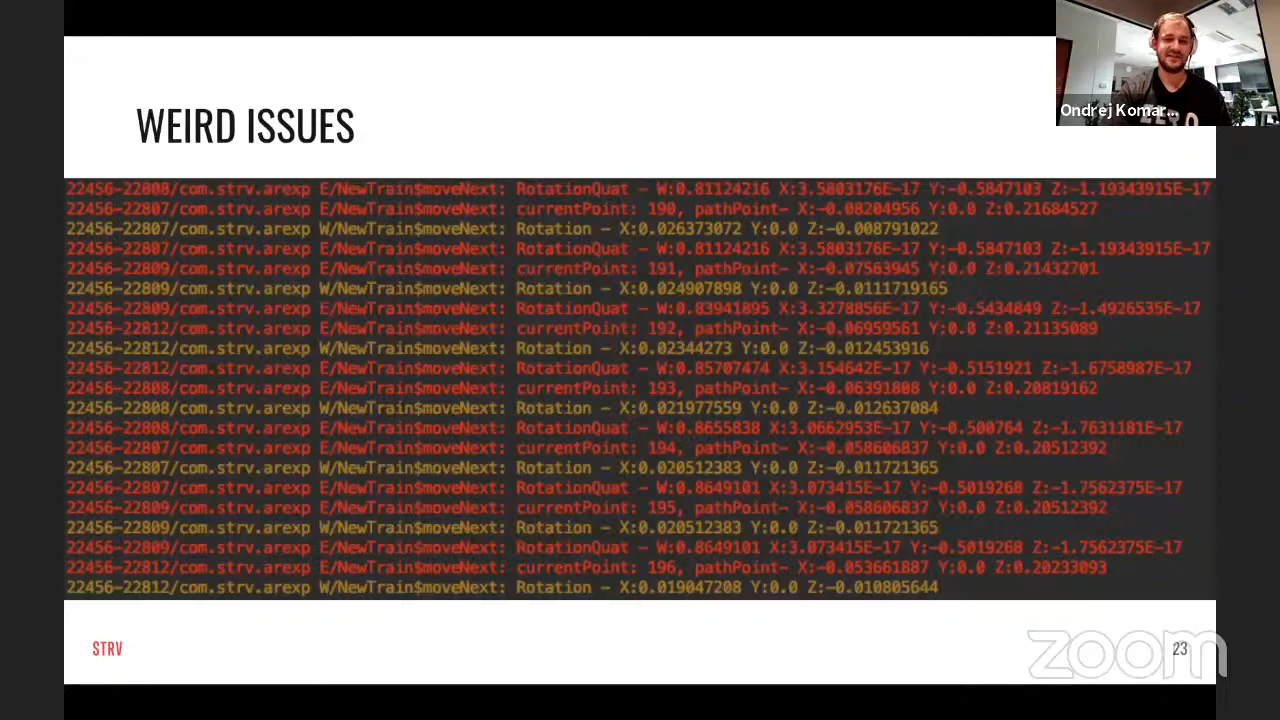 Ondrej Komar...
WEIRD ISSUES
22456-22808/com.strv.arexp E/NewTrain$moveNext: RotationQuat - W:0.81124216 X:3.5803176E-17 Y:-0.5847103 Z:-1.19343915E-17
22456-22807/com.strv.arexp E/NewTrain$moveNext: currentPoint: 190, pathPoint- X:-0.08204956 Y:0.0 Z:0.21684527
22456-22807/com.strv.arexp W/NewTrain$moveNext: Rotation - X:0.026373072 Y:0.0 Z:-0.008791022
22456-22807/com.strv.arexp E/NewTrain$moveNext: RotationQuat - W:0.81124216 X:3.5803176E-17 Y:-0.5847103 Z:-1.19343915E-17
22456-22809/com.strv.arexp E/NewTrain$moveNext: currentPoint: 191, pathPoint- X:-0.07563945 Y:0.0 Z:0.21432701
22456-22809/com.strv.arexp W/NewTrain$moveNext: Rotation - X:0.024907898 Y:0.0 Z:-0.0111719165
22456-22809/com.strv.arexp E/NewTrain$moveNext: RotationQuat - W:0.83941895 X:3.3278856E-17 Y:-0.5434849 Z:-1.4926535E-17
22456-22812/com.strv.arexp E/NewTrain$moveNext: currentPoint: 192, pathPoint- X:-0.06959561 Y:0.0 Z:0.21135089
22456-22812/com.strv.arexp W/NewTrain$moveNext: Rotation - X:0.02344273 Y:0.0 Z:-0.012453916
22456-22812/com.strv.arexp E/NewTrain$moveNext: RotationQuat - W:0.85707474 X:3.154642E-17 Y:-0.5151921 Z:-1.6758987E-17
22456-22808/com.strv.arexp E/NewTrain$moveNext: currentPoint: 193, pathPoint- X:-0.06391808 Y:0.0 Z:0.20819162
22456-22808/com.strv.arexp W/NewTrain$moveNext: Rotation - X:0.021977559 Y:0.0 Z:-0.012637084
22456-22808/com.strv.arexp E/NewTrain$moveNext: RotationQuat - W:0.8655838 X:3.0662953E-17 Y:-0.500764 Z:-1.7631181E-17
22456-22807/com.strv.arexp E/NewTrain$moveNext: currentPoint: 194, pathPoint- X:-0.058606837 Y:0.0 Z:0.20512392
22456-22807/com.strv.arexp W/NewTrain$moveNext: Rotation - X:0.020512383 Y:0.0 Z:-0.011721365
22456-22807/com.strv.arexp E/NewTrain$moveNext: RotationQuat - W:0.8649101 X:3.073415E-17 Y:-0.5019268 Z:-1.7562375E-17
22456-22809/com.strv.arexp E/NewTrain$moveNext: currentPoint: 195, pathPoint- X:-0.058606837 Y:0.0 Z:0.20512392
22456-22809/com.strv.arexp W/NewTrain$moveNext: Rotation - X:0.020512383 Y:0.0 Z:-0.011721365
22456-22809/com.strv.arexp E/NewTrain$moveNext: RotationQuat - W:0.8649101 X:3.073415E-17 Y:-0.5019268 Z:-1.7562375E-17
22456-22812/com.strv.arexp E/NewTrain$moveNext: currentPoint: 196, pathPoint- X:-0.053661887 Y:0.0 Z:0.20233093
22456-22812/com.strv.arexp W/NewTrain$moveNext: Rotation - X:0.019047208 Y:0.0 Z:-0.010805644
STRV
23
zoom